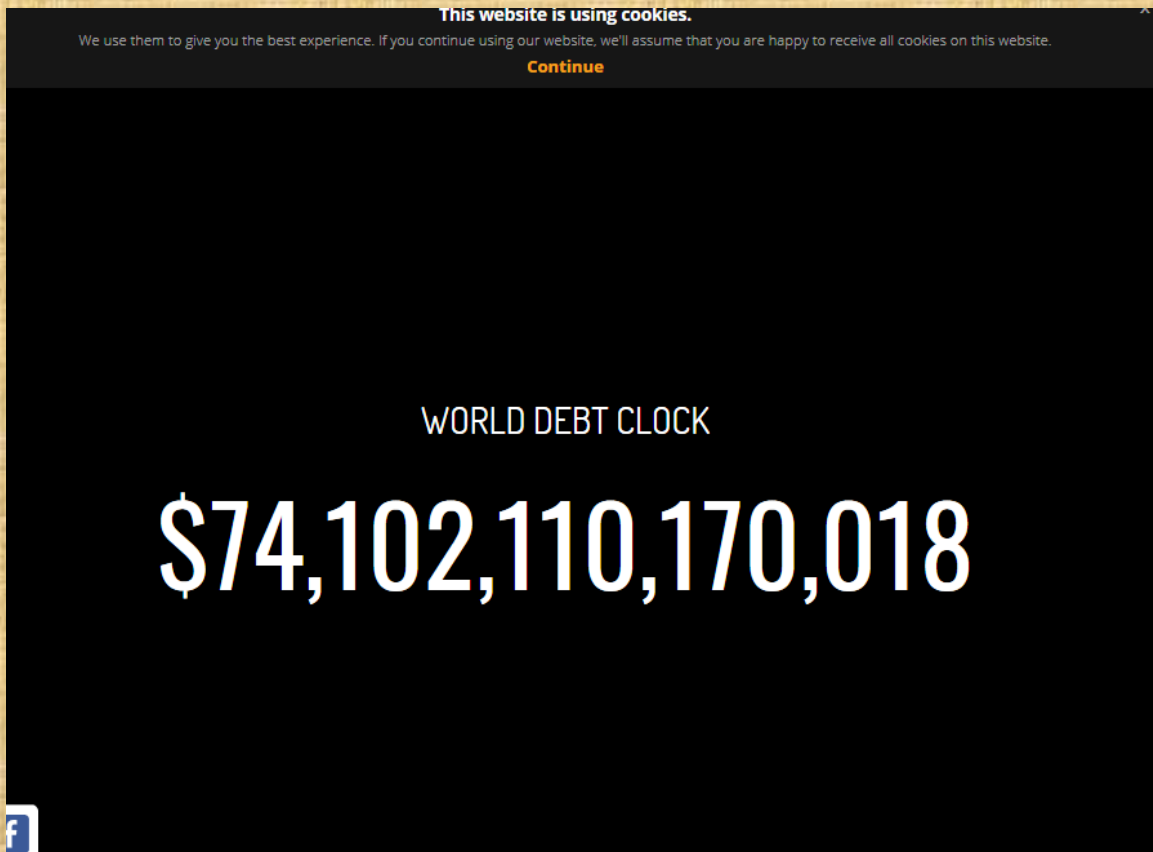 This website is using cookies.
We use them to give you the best experience. If you continue using our website, we'll assume that you are happy to receive all cookies on this website.
Continue
WORLD DEBT CLOCK
$74,102,110,170,018